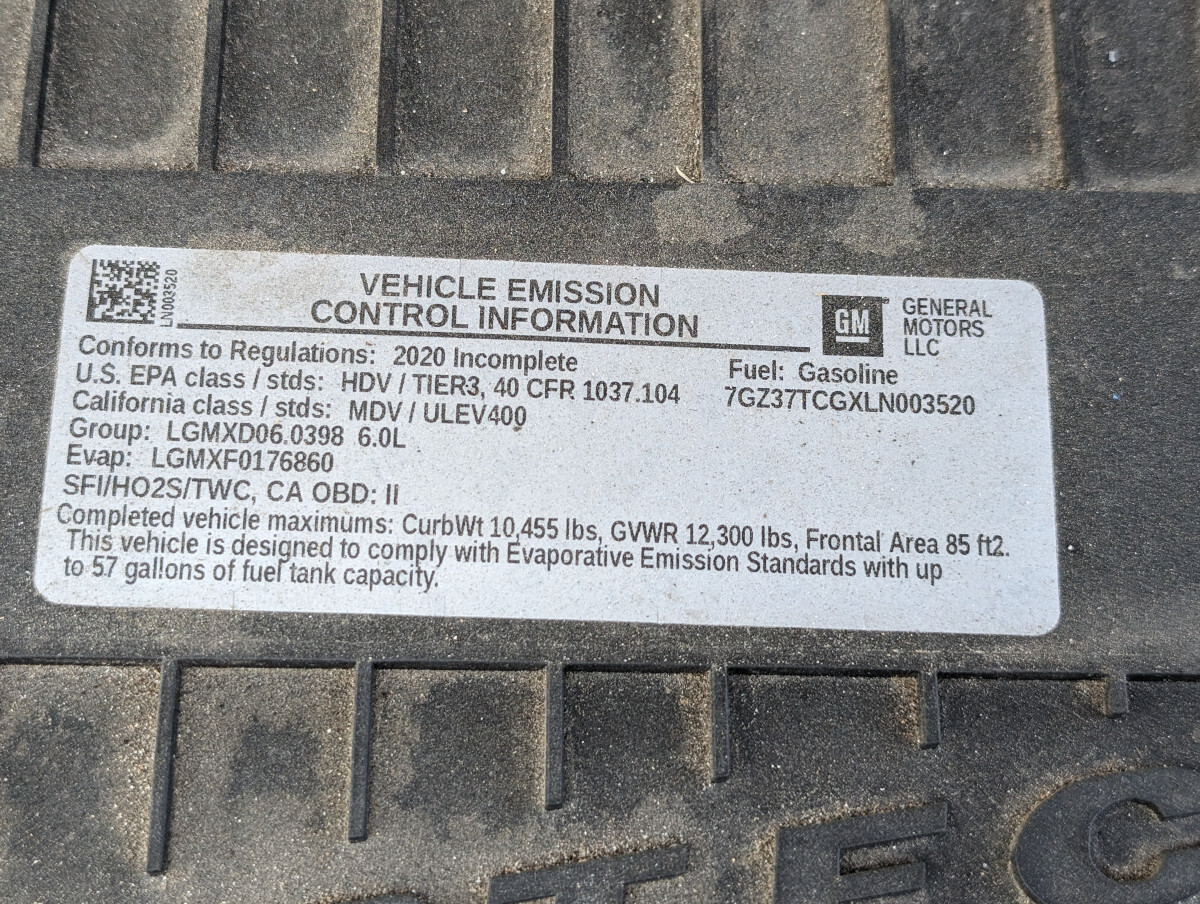 LN003520
VEHICLE EMISSION
CONTROL INFORMATION
GM
GENERAL
MOTORS
LLC
Conforms to Regulations: 2020 Incomplete
Fuel: Gasoline
U.S. EPA class / stds: HDV / TIER3, 40 CFR 1037.104
7GZ37TCGXLN003520
California class / stds: MDV / ULEV400
Group: LGMXD06.0398 6.0L
Evap: LGMXF0176860
SFI/HO2S/TWC, CA OBD: II
Completed vehicle maximums: CurbWt 10,455 lbs, GVWR 12,300 lbs, Frontal Area 85 ft2.
This vehicle is designed to comply with Evaporative Emission Standards with up
to 57 gallons of fuel tank capacity.
TEC